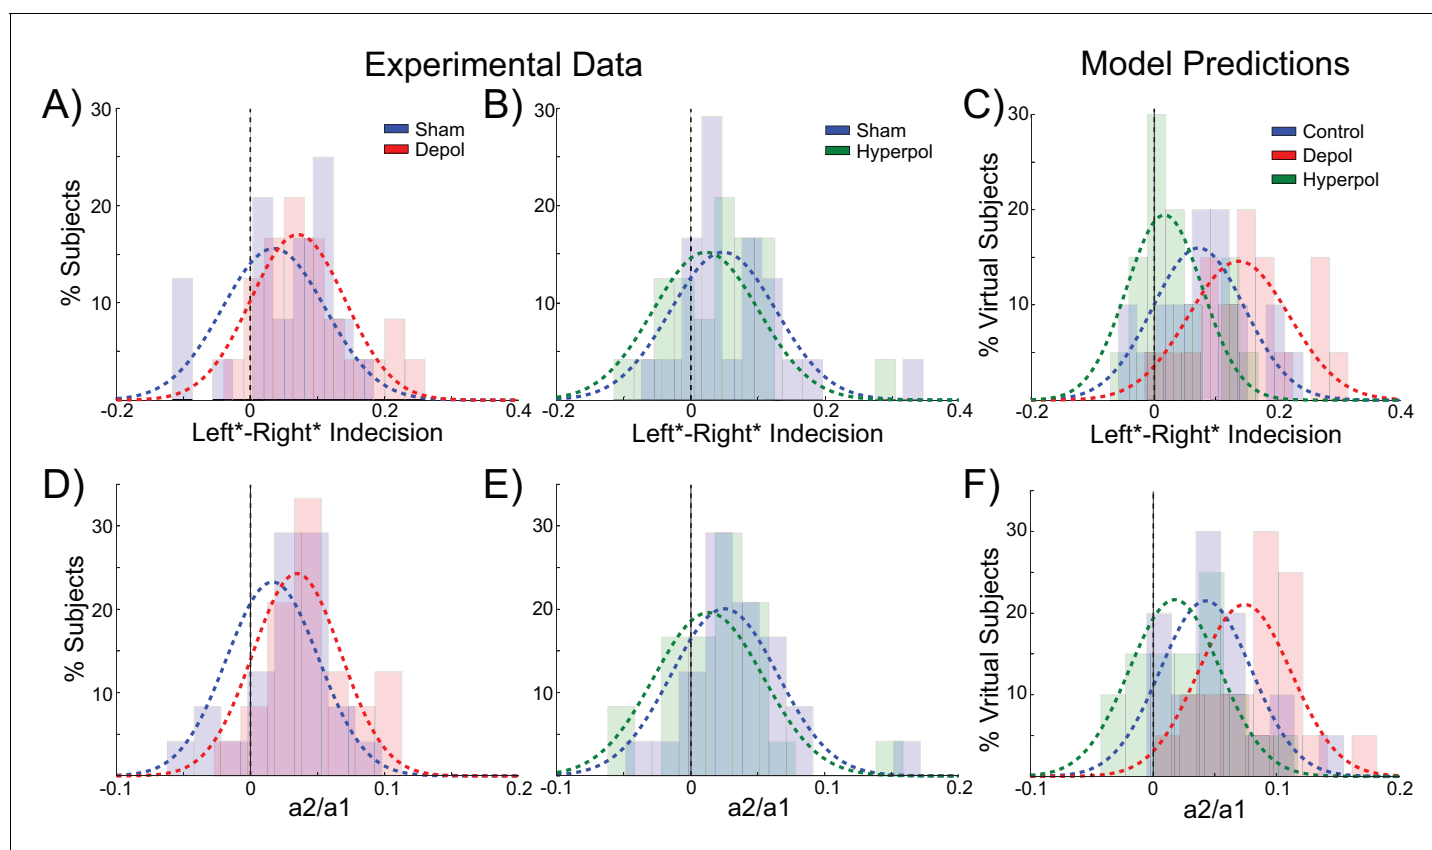 Experimental Data
Model Predictions
A)
30
20
10
% Subjects
Sham
Depol
-0.2
0
0.2
0.4
Left*-Right* Indecision
B)
30
20
10
Sham
Hyperpol
-0.2
0
0.2
0.4
Left*-Right* Indecision
C)
30
20
10
% Virtual Subjects
Control
Depol
Hyperpol
-0.2
0
0.2
0.4
Left*-Right* Indecision
D)
30
20
10
% Subjects
-0.1
0
0.1
0.2
a2/a1
E)
30
20
10
-0.1
0
0.1
0.2
a2/a1
F)
30
20
10
% Vritual Subjects
-0.1
0
0.1
0.2
a2/a1